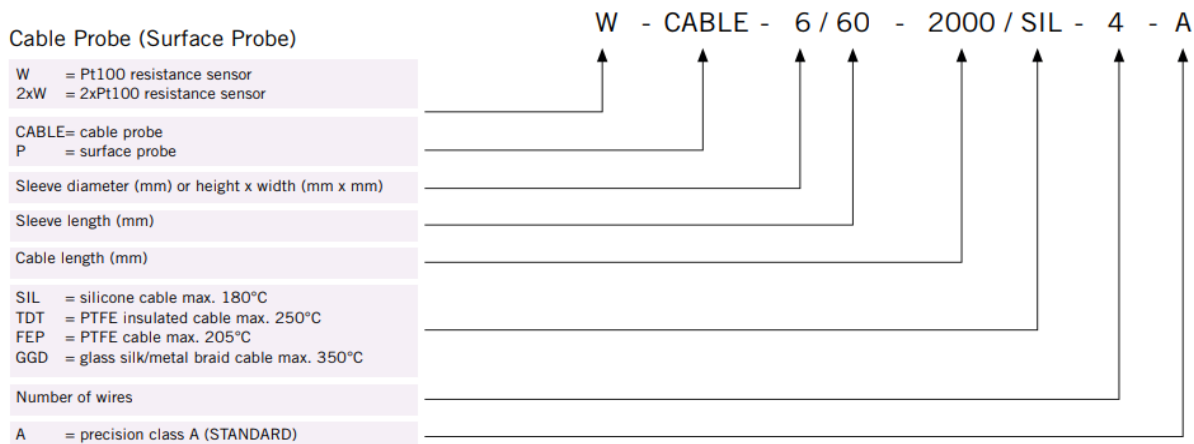 W - CABLE - 6 / 60 - 2000 / SIL - 4 - A
Cable Probe (Surface Probe)
W = Pt100 resistance sensor
2xW = 2xPt100 resistance sensor
CABLE= cable probe
P = surface probe
Sleeve diameter (mm) or height x width (mm x mm)
Sleeve length (mm)
Cable length (mm)
SIL = silicone cable max. 180°C
TDT = PTFE insulated cable max. 250°C
FEP = PTFE cable max. 205°C
GGD = glass silk/metal braid cable max. 350°C
Number of wires
A = precision class A (STANDARD)